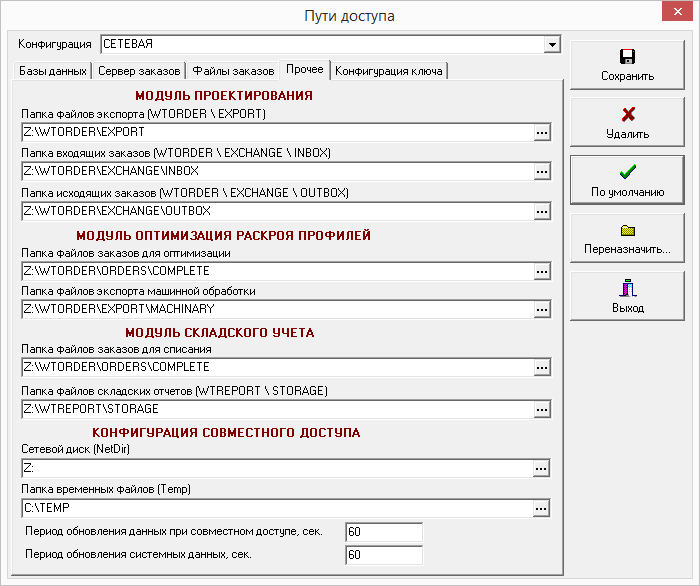 Пути доступа
Конфигурация СЕТЕВАЯ
Базы данных Сервер заказов Файлы заказов Прочее Конфигурация ключа
МОДУЛЬ ПРОЕКТИРОВАНИЯ
Папка файлов экспорта (WTORDER \ EXPORT)
Z:\WTORDER\EXPORT
Папка входящих заказов (WTORDER \ EXCHANGE \ INBOX)
Z:\WTORDER\EXCHANGE\INBOX
Папка исходящих заказов (WTORDER \ EXCHANGE \ OUTBOX)
Z:\WTORDER\EXCHANGE\OUTBOX
МОДУЛЬ ОПТИМИЗАЦИЯ РАСКРОЯ ПРОФИЛЕЙ
Папка файлов заказов для оптимизации
Z:\WTORDER\ORDERS\COMPLETE
Папка файлов экспорта машинной обработки
Z:\WTORDER\EXPORT\MACHINARY
МОДУЛЬ СКЛАДСКОГО УЧЕТА
Папка файлов заказов для списания
Z:\WTORDER\ORDERS\COMPLETE
Папка файлов складских отчетов (WTREPORT \ STORAGE)
Z:\WTREPORT\STORAGE
КОНФИГУРАЦИЯ СОВМЕСТНОГО ДОСТУПА
Сетевой диск (NetDir)
Z:
Папка временных файлов (Temp)
C:\TEMP
Период обновления данных при совместном доступе, сек. 60
Период обновления системных данных, сек. 60
Сохранить
Удалить
По умолчанию
Переназначить...
Выход